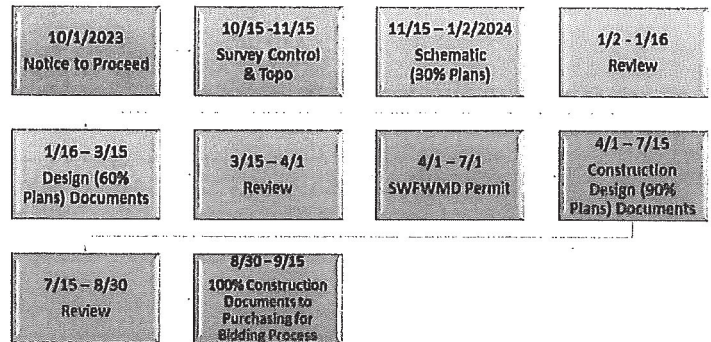 10/1/2023
Notice to Proceed
10/15 -11/15
Survey Control
& Topo
11/15 – 1/2/2024
Schematic
(30% Plans)
1/2 - 1/16
Review
1/16 – 3/15
Design (60%
Plans) Documents
3/15 – 4/1
Review
4/1 – 7/1
SWFWMD Permit
4/1 – 7/15
Construction
Design (90%
Plans) Documents
7/15 – 8/30
Review
8/30 – 9/15
100% Construction
Documents to
Purchasing for
Bidding Process